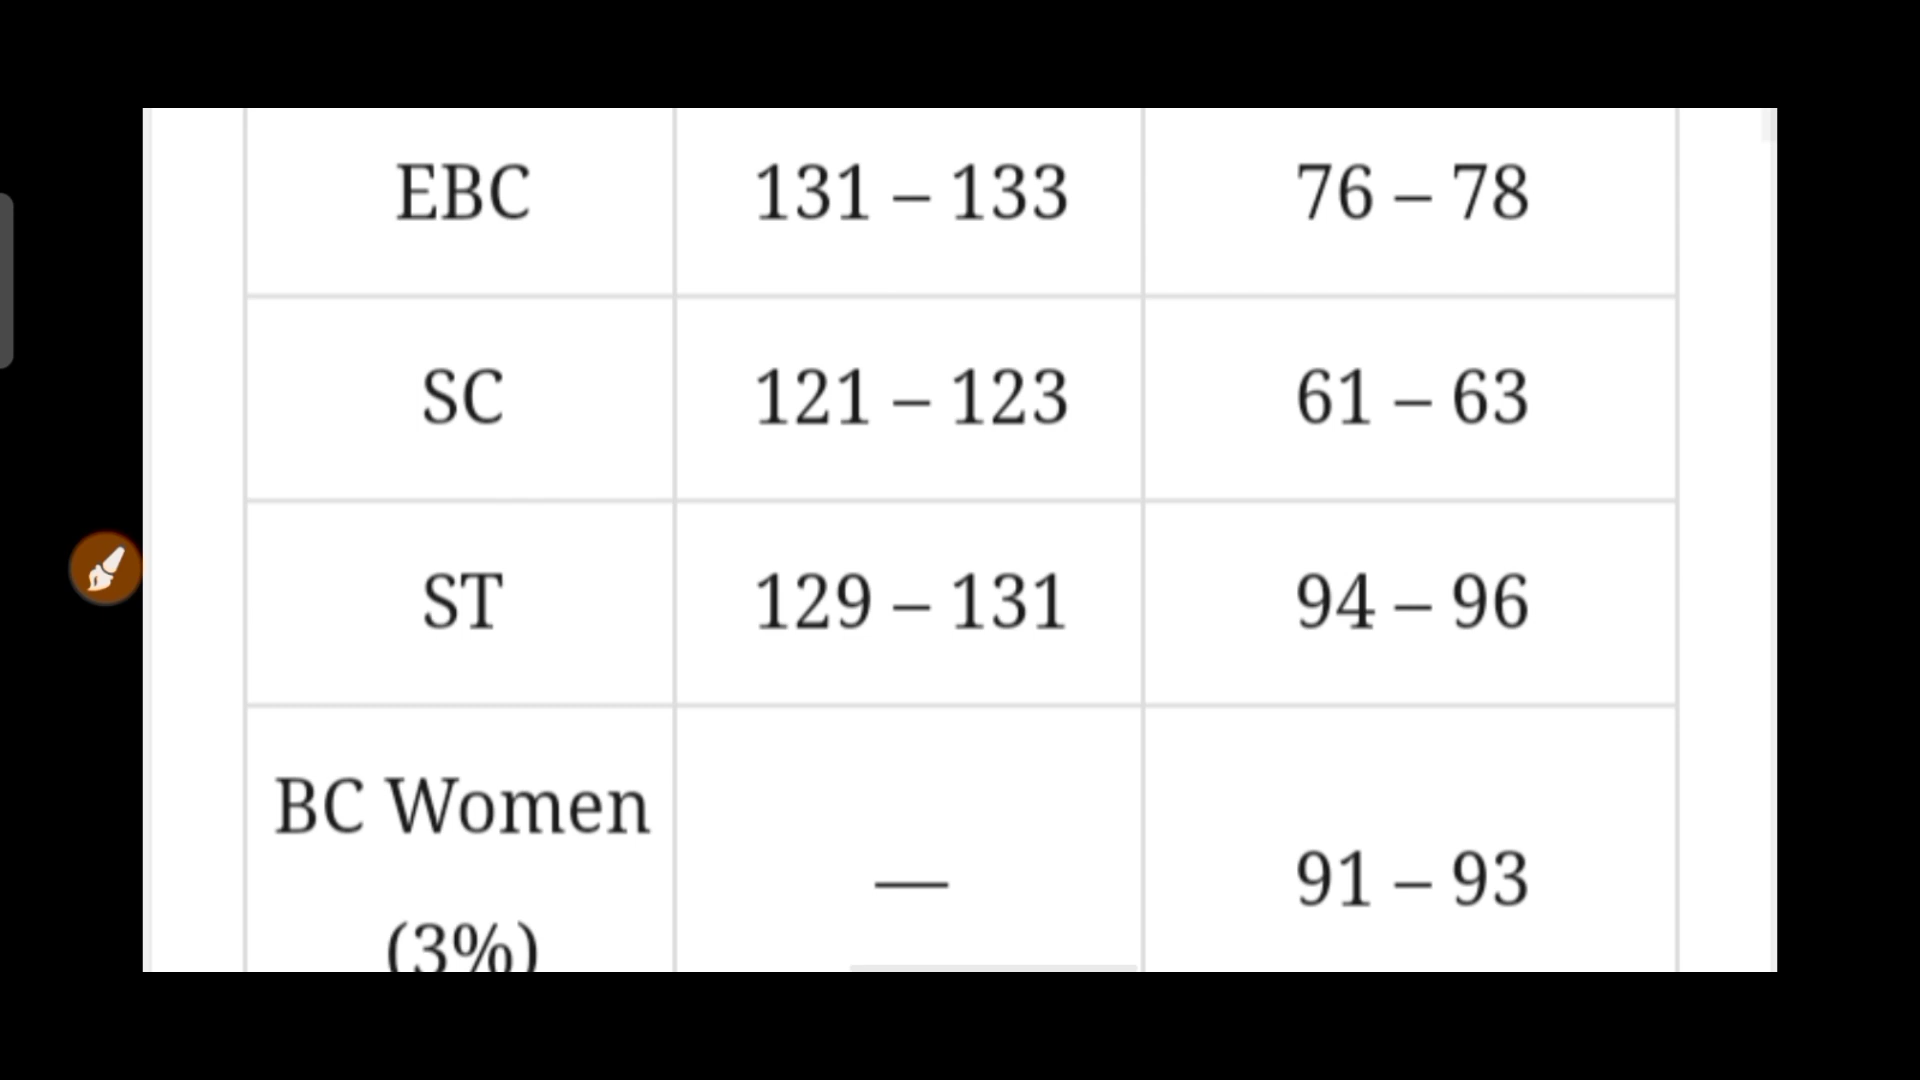 EBC 131 – 133 76 – 78
SC 121 – 123 61 – 63
ST 129 – 131 94 – 96
BC Women
— 91 – 93
(3%)